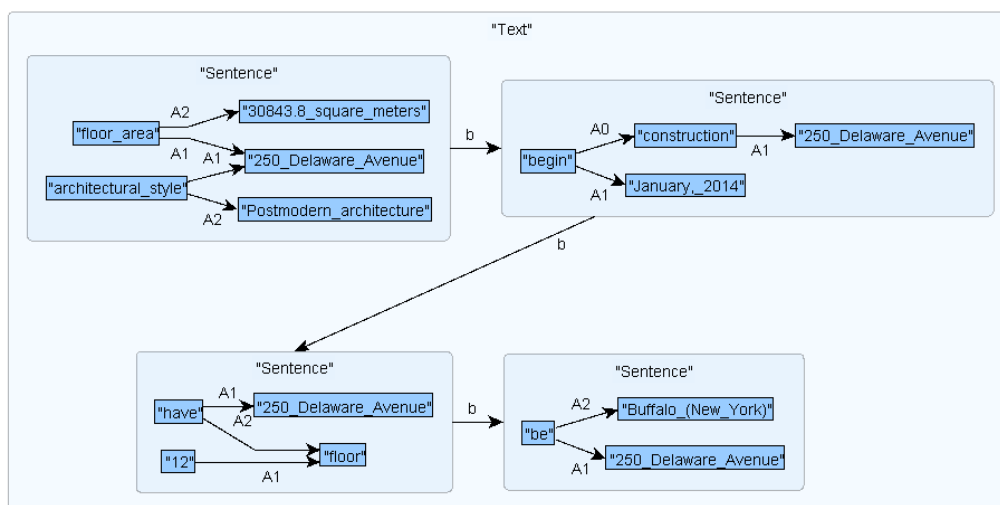 "Text"
"Sentence"
A2
"30843.8_square_meters"
"floor_area"
A1
A1
"250_Delaware_Avenue"
"architectural_style"
A2
"Postmodern_architecture"
b
"Sentence"
A0
"construction"
"250_Delaware_Avenue"
A1
"begin"
"January,_2014"
A1
b
"Sentence"
A1
"have"
"250_Delaware_Avenue"
A2
"12"
"floor"
A1
b
"Sentence"
A2
"Buffalo_(New_York)"
"be"
A1
"250_Delaware_Avenue"